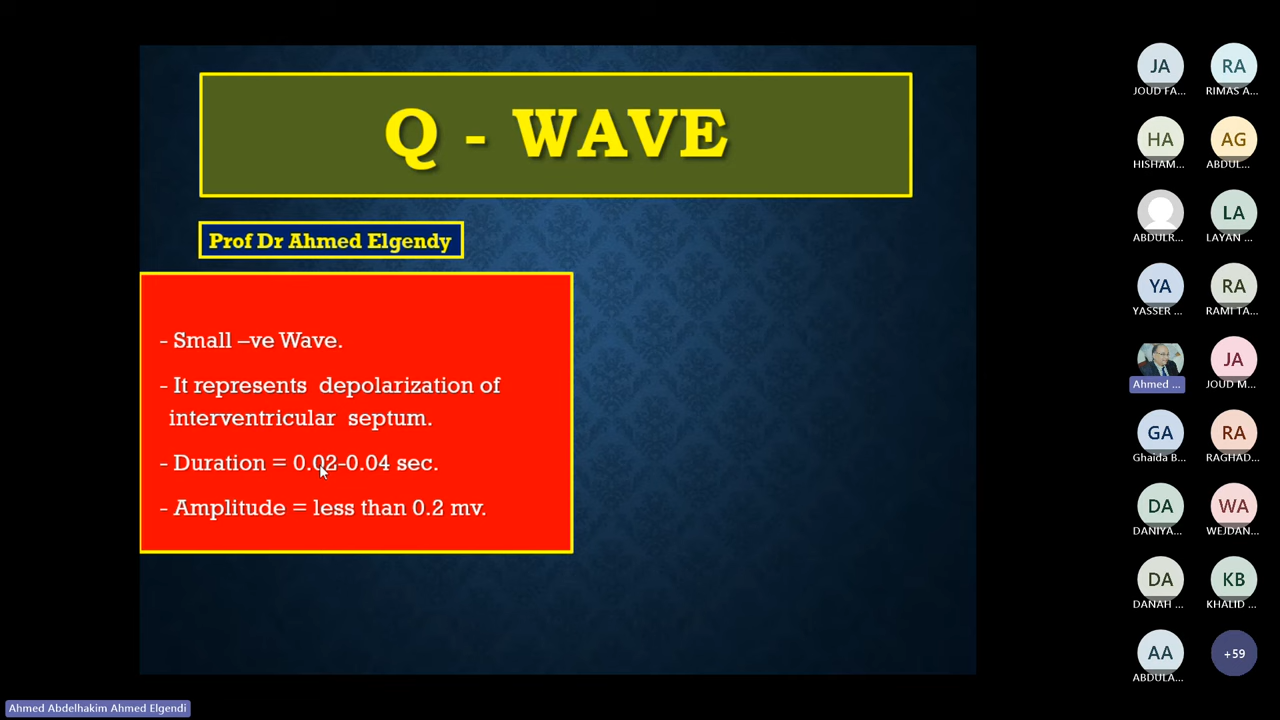 Q - WAVE
Prof Dr Ahmed Elgendy
- Small –ve Wave.
- It represents depolarization of
interventricular septum.
- Duration = 0.02-0.04 sec.
- Amplitude = less than 0.2 mv.
JA
RA
JOUD FA...
RIMAS A...
HA
AG
HISHAM...
ABDUL...
LA
ABDULR...
LAYAN ...
YA
RA
YASSER ...
RAMI TA...
JA
Ahmed ...
JOUD M...
GA
RA
Ghaida B...
RAGHAD...
DA
WA
DANIYA...
WEJDAN...
DA
KB
DANAH ...
KHALID ...
AA
+59
ABDULA...
Ahmed Abdelhakim Ahmed Elgendi